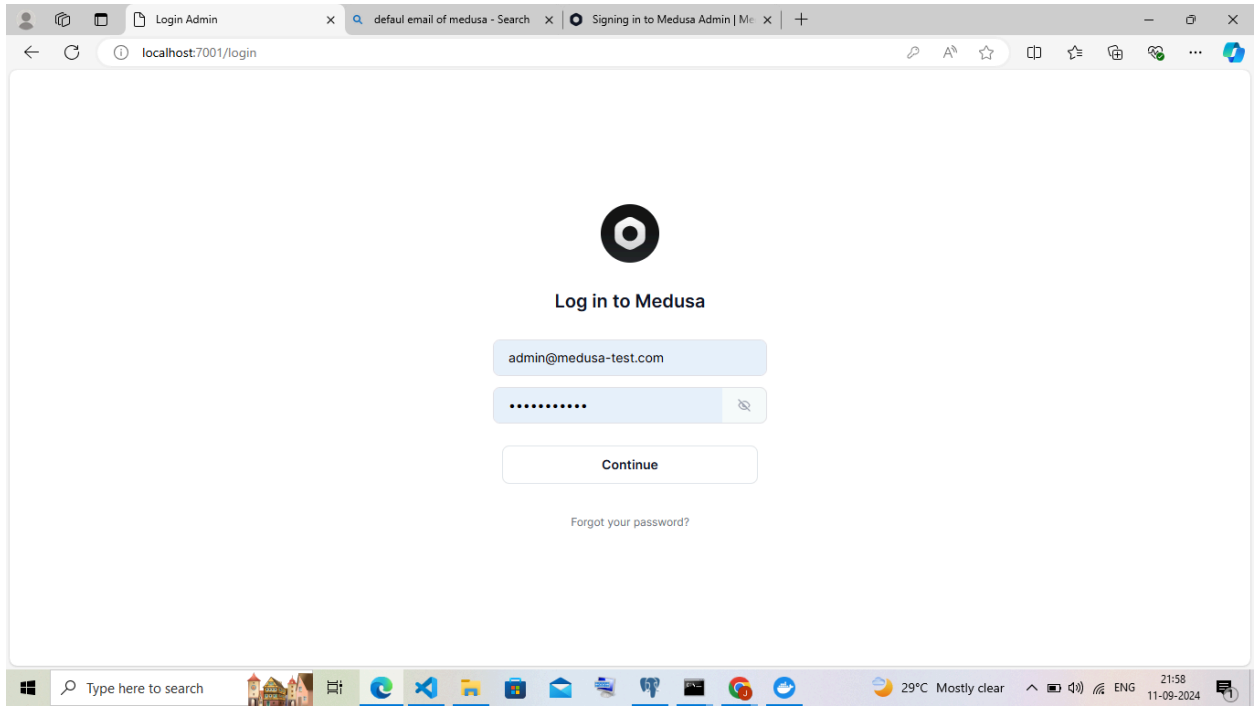 Login Admin
defaul email of medusa - Search
Signing in to Medusa Admin | Me
localhost:7001/login
Log in to Medusa
admin@medusa-test.com
•••••••••••
Continue
Forgot your password?
Type here to search
29°C Mostly clear
ENG
21:58
11-09-2024
1